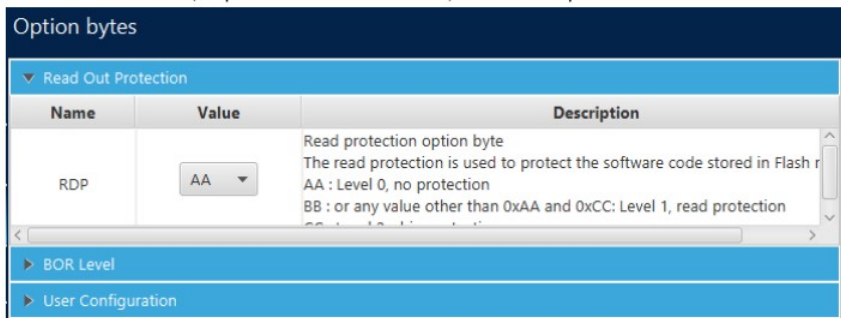 Option bytes
Read Out Protection
Name Value Description
RDP
AA
Read protection option byte
The read protection is used to protect the software code stored in Flash
AA : Level 0, no protection
BB : or any value other than 0xAA and 0xCC: Level 1, read protection
BOR Level
User Configuration